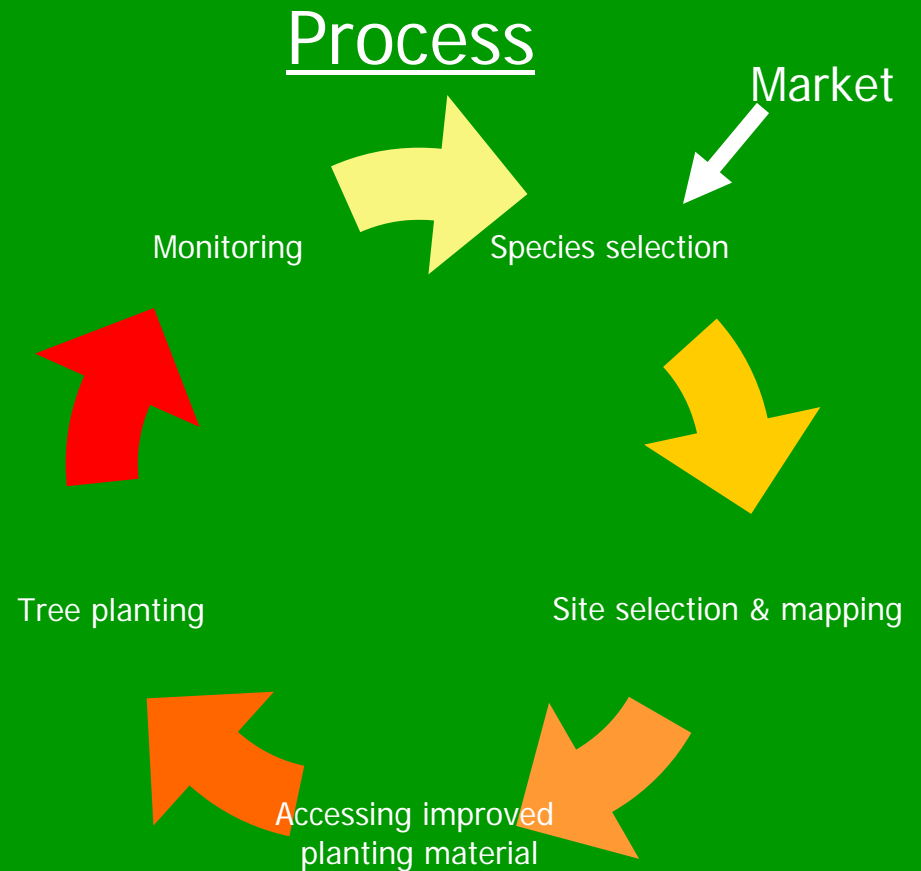 Process
Market
Monitoring
Species selection
Tree planting
Site selection & mapping
Accessing improved
planting material